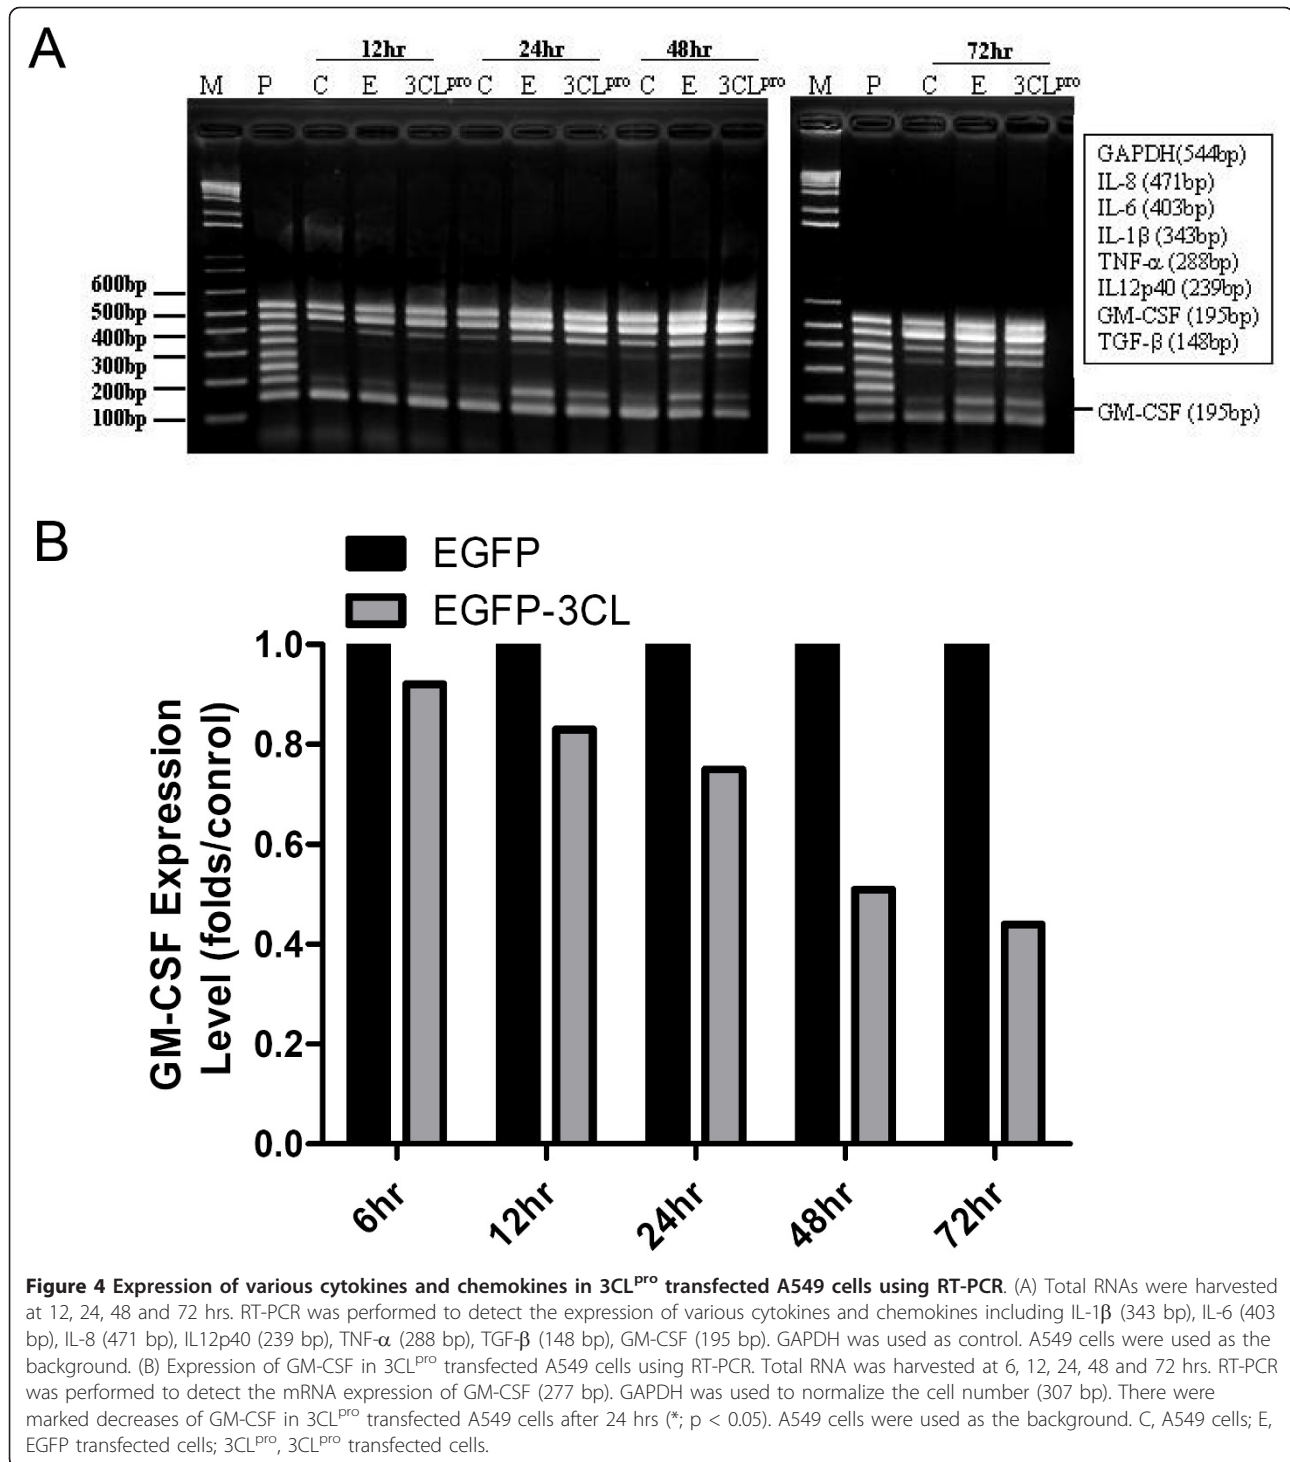 A
12hr 24hr 48hr 72hr
M P C E 3CLpro C E 3CLpro C E 3CLpro M P C E 3CLpro
GAPDH(544bp)
IL-8 (471bp)
IL-6 (403bp)
IL-1β (343bp)
TNF-α (288bp)
IL12p40 (239bp)
GM-CSF (195bp)
TGF-β (148bp)
GM-CSF (195bp)
600bp
500bp
400bp
300bp
200bp
100bp
B
EGFP
EGFP-3CL
GM-CSF Expression
Level (folds/conrol)
1.0
0.8
0.6
0.4
0.2
0.0
6hr 12hr 24hr 48hr 72hr
Figure 4 Expression of various cytokines and chemokines in 3CLpro transfected A549 cells using RT-PCR. (A) Total RNAs were harvested
at 12, 24, 48 and 72 hrs. RT-PCR was performed to detect the expression of various cytokines and chemokines including IL-1β (343 bp), IL-6 (403
bp), IL-8 (471 bp), IL12p40 (239 bp), TNF-α (288 bp), TGF-β (148 bp), GM-CSF (195 bp). GAPDH was used as control. A549 cells were used as the
background. (B) Expression of GM-CSF in 3CLpro transfected A549 cells using RT-PCR. Total RNA was harvested at 6, 12, 24, 48 and 72 hrs. RT-PCR
was performed to detect the mRNA expression of GM-CSF (277 bp). GAPDH was used to normalize the cell number (307 bp). There were
marked decreases of GM-CSF in 3CLpro transfected A549 cells after 24 hrs (*; p < 0.05). A549 cells were used as the background. C, A549 cells; E,
EGFP transfected cells; 3CLpro, 3CLpro transfected cells.